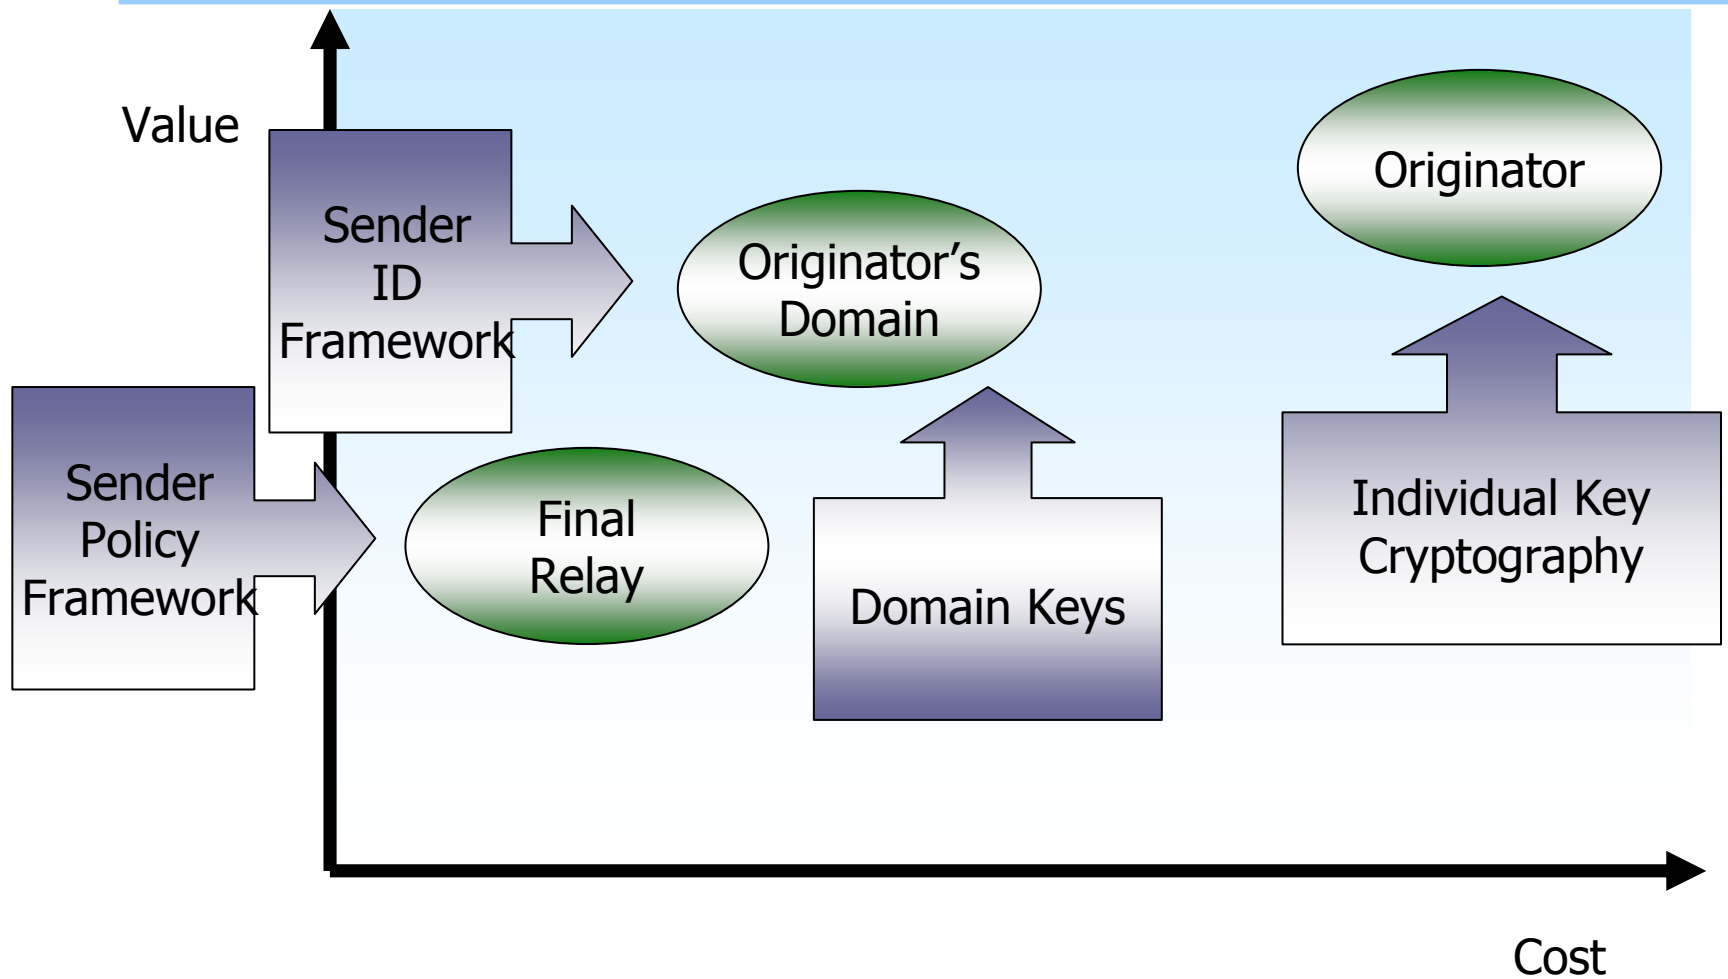 Value
Sender
ID
Framework
Originator’s
Domain
Originator
Sender
Policy
Framework
Final
Relay
Domain Keys
Individual Key
Cryptography
Cost